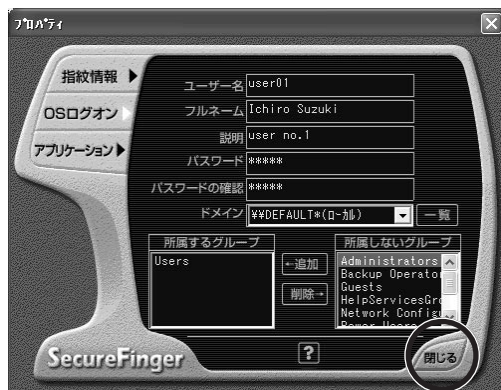 ﾌﾟﾛﾊﾟﾃｨ
指紋情報
OSログオン
アプリケーション
ユーザー名 user01
フルネーム Ichiro Suzuki
説明 user no.1
パスワード *****
パスワードの確認 *****
ドメイン ¥¥DEFAULT*(ﾛｰｶﾙ) 一覧
所属するグループ
Users
←追加
削除→
所属しないグループ
Administrators
Backup Operato
Guests
HelpServicesGro
Network Configu
Power Users
SecureFinger
?
閉じる